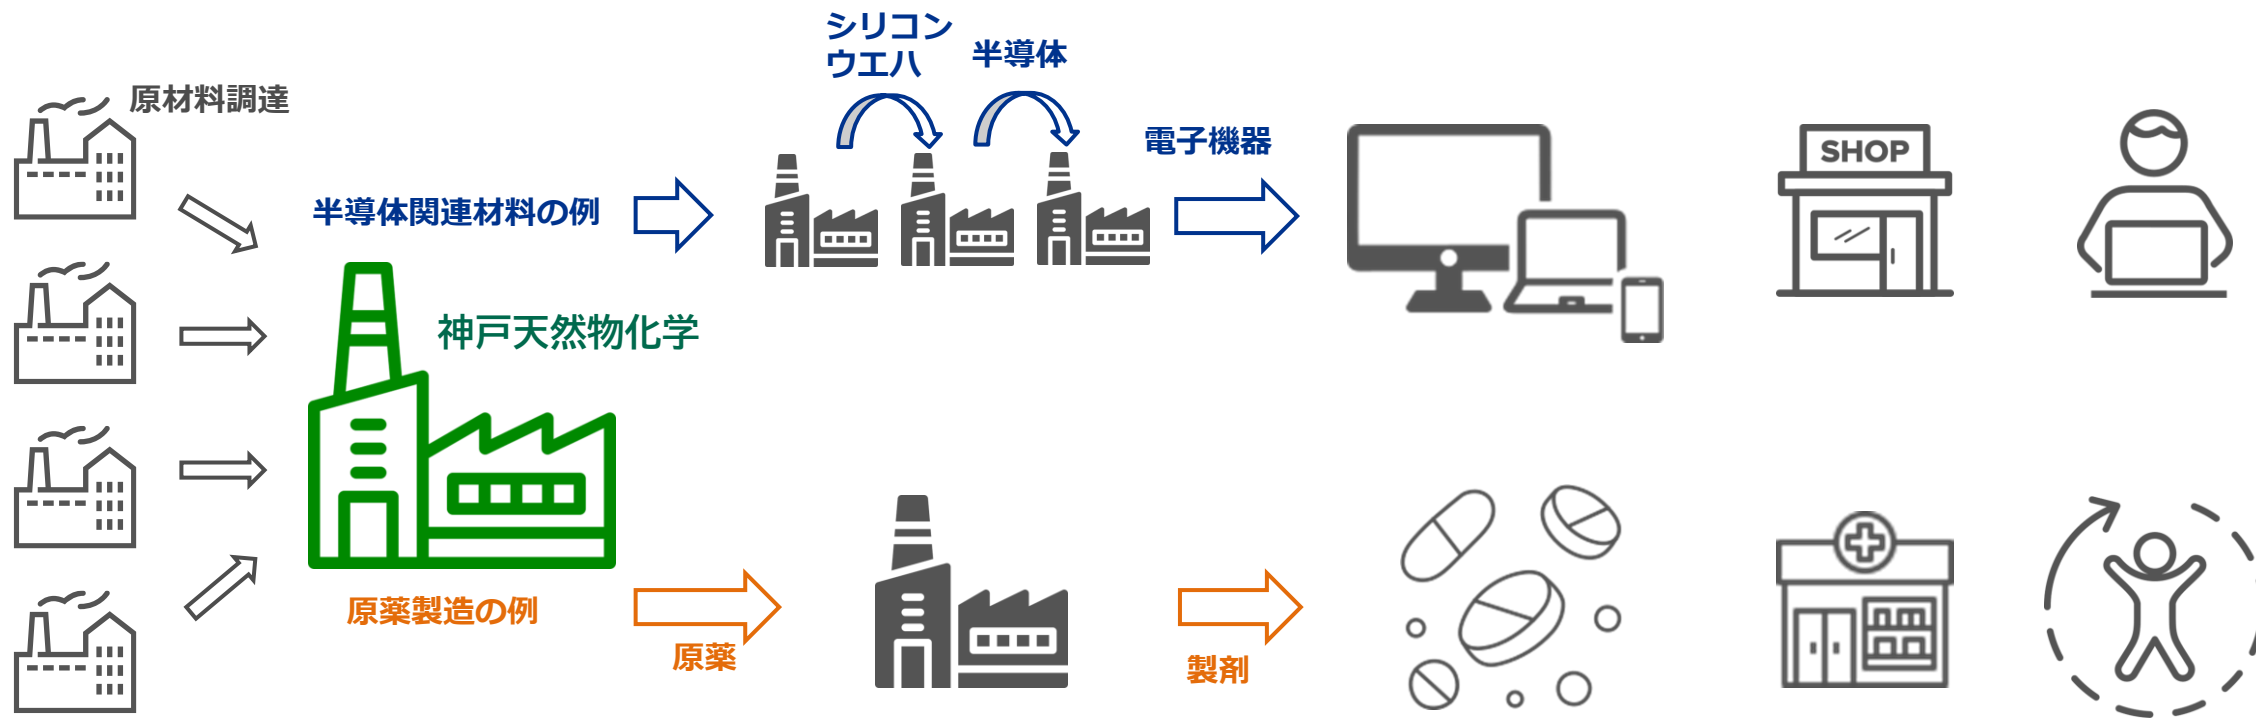 原材料調達
シリコン
ウエハ
半導体
電子機器
SHOP
半導体関連材料の例
神戸天然物化学
原薬製造の例
原薬
製剤